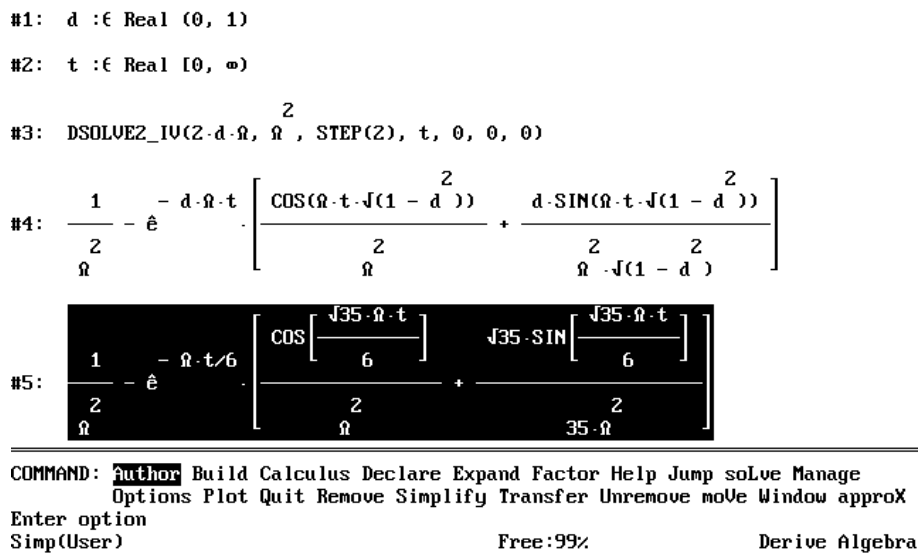 #1: d :∈ Real (0, 1)
#2: t :∈ Real [0, ∞)
2
#3: DSOLVE2_IV(2·d·Ω, Ω , STEP(2), t, 0, 0, 0)
2 2
1 - d·Ω·t COS(Ω·t·√(1 - d )) d·SIN(Ω·t·√(1 - d ))
#4: ──── - ê ·[──────── + ────────]
2 2 2 2
Ω Ω Ω ·√(1 - d )
√35·Ω·t √35·Ω·t
COS[────────] √35·SIN[────────]
1 - Ω·t/6 6 6
#5: ──── - ê ·[──────── + ────────]
2 2 2
Ω Ω 35·Ω
COMMAND: Author Build Calculus Declare Expand Factor Help Jump soLve Manage
Options Plot Quit Remove Simplify Transfer Unremove moVe Window approX
Enter option
Simp(User) Free:99% Derive Algebra